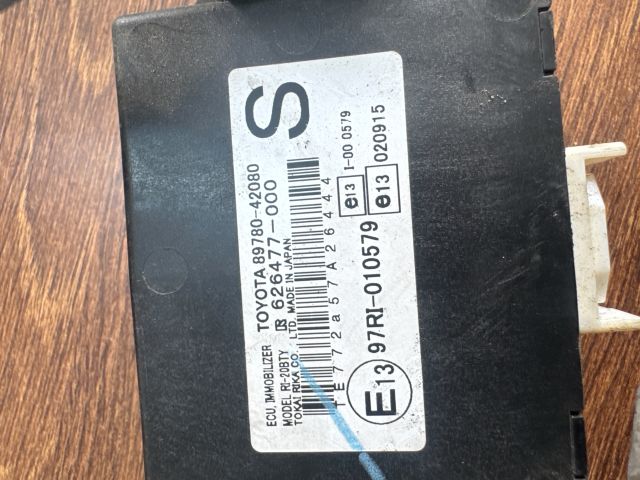 ECU, IMMOBILIZER TOYOTA 89780-42080
MODEL RI-20BTY 626477-000
TOKAI RIKA CO., LTD. MADE IN JAPAN
S
TE772a57A26444
e13 I-00 0579
E13 97RI-010579 e13 020915